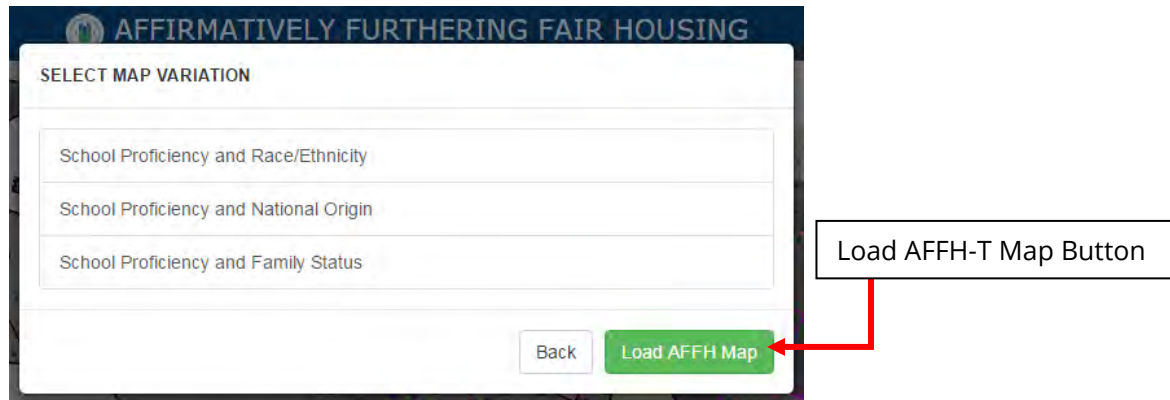 AFFIRMATIVELY FURTHERING FAIR HOUSING
SELECT MAP VARIATION
School Proficiency and Race/Ethnicity
School Proficiency and National Origin
School Proficiency and Family Status
Load AFFH-T Map Button
Back
Load AFFH Map